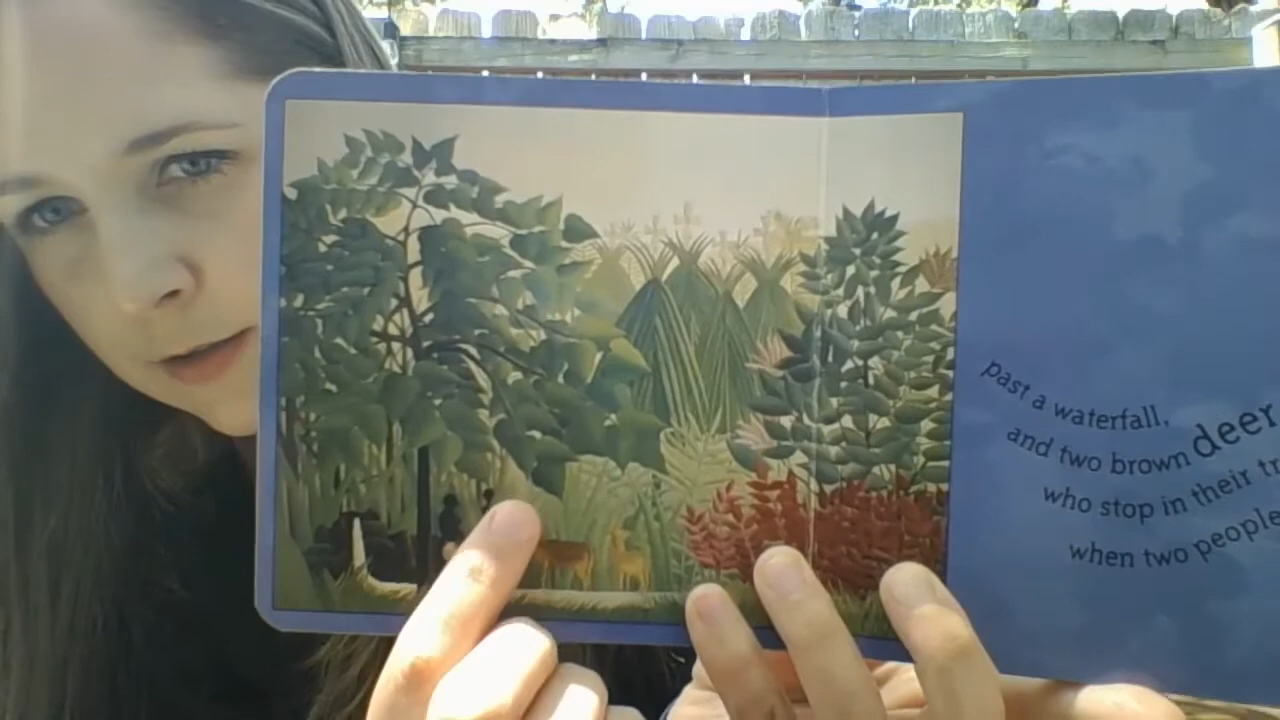 past a waterfall,
and two brown deer
who stop in their
when two people